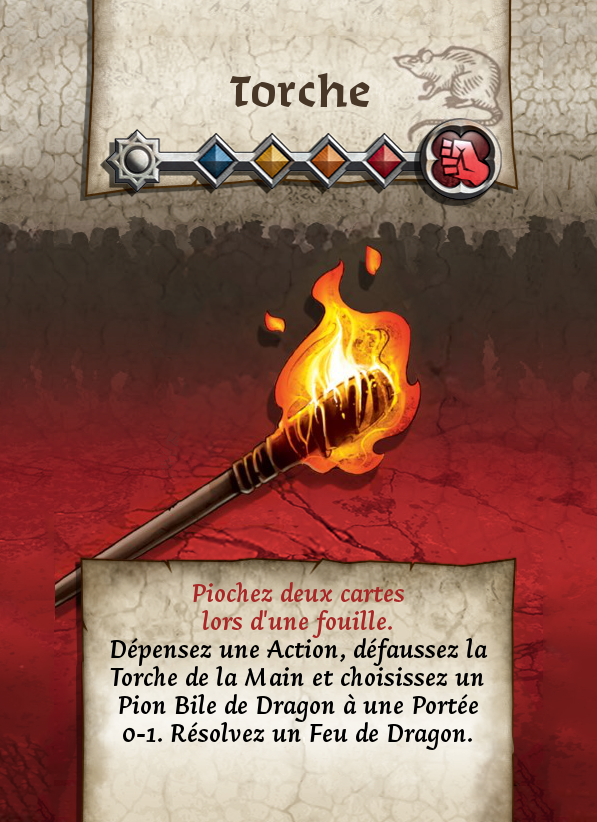 Torche
Piochez deux cartes
lors d'une fouille.
Dépensez une Action, défaussez la
Torche de la Main et choisissez un
Pion Bile de Dragon à une Portée
0-1. Résolvez un Feu de Dragon.